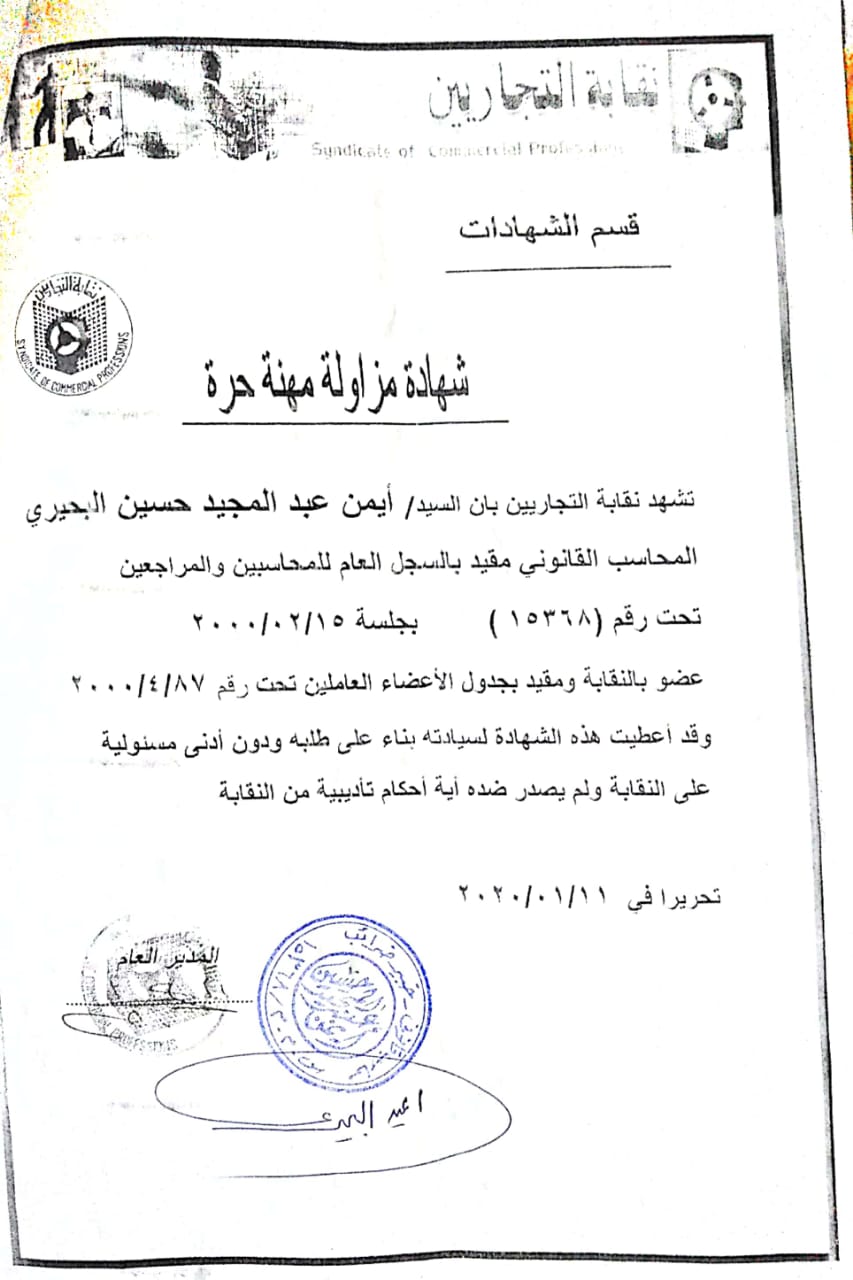 نقابة التجاريين
Syndicate of Commercial Professions
قسم الشهادات
نقابة التجاريين
SYNDICATE OF COMMERCIAL PROFESSIONS
شهادة مزاولة مهنة حرة
تشهد نقابة التجاريين بان السيد/ أيمن عبد المجيد حسين البحيري
المحاسب القانوني مقيد بالسجل العام للمحاسبين والمراجعين
تحت رقم (١٥٣٦٨ ) بجلسة ٢٠٠٠/٠٢/١٥
عضو بالنقابة ومقيد بجدول الأعضاء العاملين تحت رقم ٢٠٠٠/٤/٨٧
وقد أعطيت هذه الشهادة لسيادته بناء على طلبه ودون أدنى مسئولية
على النقابة ولم يصدر ضده أية أحكام تأديبية من النقابة
تحريرا في ٢٠٢٠/٠١/١١
المدير العام
خبير ضرائب